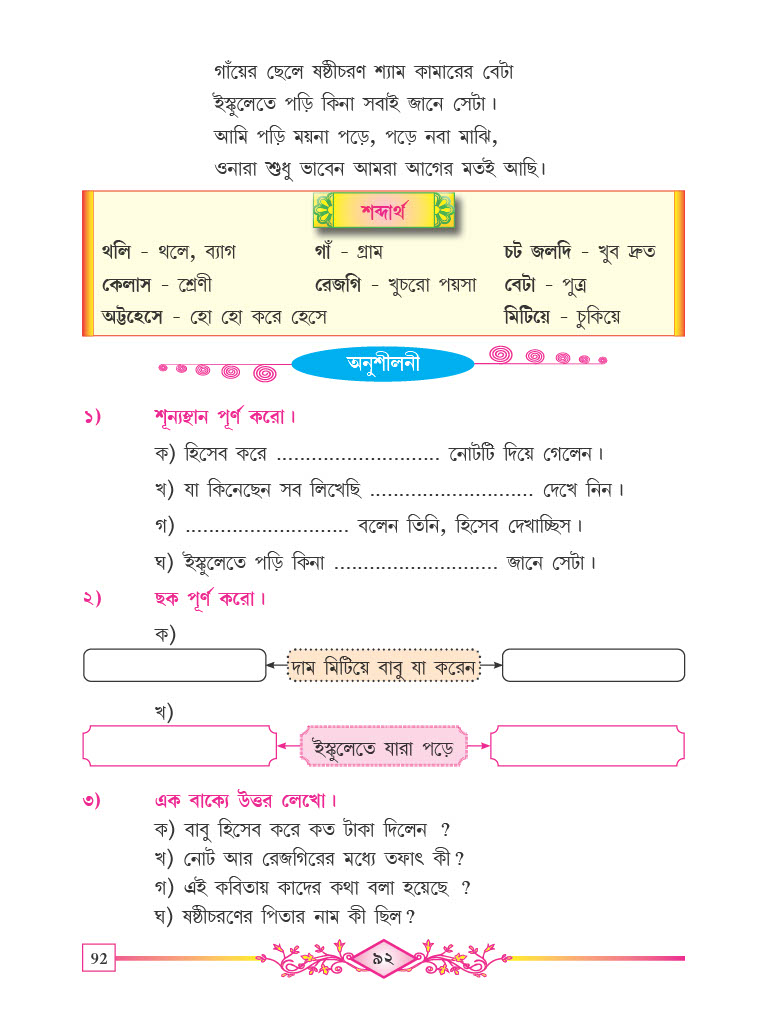 গাঁয়ের ছেলে ষষ্ঠীচরণ শ্যাম কামারের বেটা
ইস্কুলেতে পড়ি কিনা সবাই জানে সেটা।
আমি পড়ি ময়না পড়ে, পড়ে নবা মাঝি,
ওনারা শুধু ভাবেন আমরা আগের মতই আছি।
শব্দার্থ
থলি - থলে, ব্যাগ গাঁ - গ্রাম চট জলদি - খুব দ্রুত
কেলাস - শ্রেণী রেজগি - খুচরো পয়সা বেটা - পুত্র
অট্টহেসে - হো হো করে হেসে মিটিয়ে - চুকিয়ে
অনুশীলনী
১) শূন্যস্থান পূর্ণ করো।
ক) হিসেব করে ............................ নোটটি দিয়ে গেলেন।
খ) যা কিনেছেন সব লিখেছি ............................ দেখে নিন।
গ) ............................ বলেন তিনি, হিসেব দেখাচ্ছিস।
ঘ) ইস্কুলেতে পড়ি কিনা ............................ জানে সেটা।
২) ছক পূর্ণ করো।
ক)
দাম মিটিয়ে বাবু যা করেন
খ)
ইস্কুলেতে যারা পড়ে
৩) এক বাক্যে উত্তর লেখো।
ক) বাবু হিসেব করে কত টাকা দিলেন ?
খ) নোট আর রেজগিরের মধ্যে তফাৎ কী ?
গ) এই কবিতায় কাদের কথা বলা হয়েছে ?
ঘ) ষষ্ঠীচরণের পিতার নাম কী ছিল ?
92 ৯২